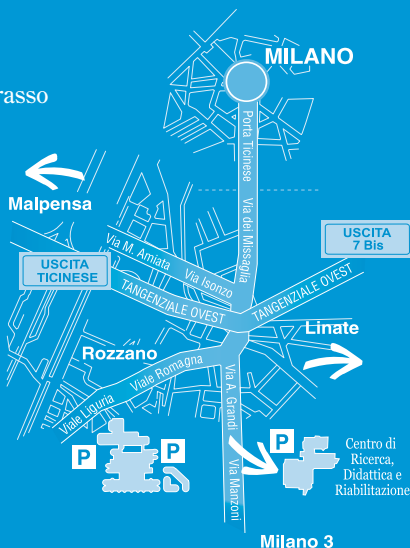 MILANO
rasso
Porta Ticinese
Malpensa
Via dei Missaglia
USCITA
7 Bis
Via M. Amiata
Via Isonzo
USCITA
TICINESE
TANGENZIALE OVEST
TANGENZIALE OVEST
Linate
Rozzano
Viale Romagna
Viale Liguria
Via A. Grandi
P
P
P
Centro di
Ricerca,
Didattica e
Riabilitazione
Via Manzoni
Milano 3